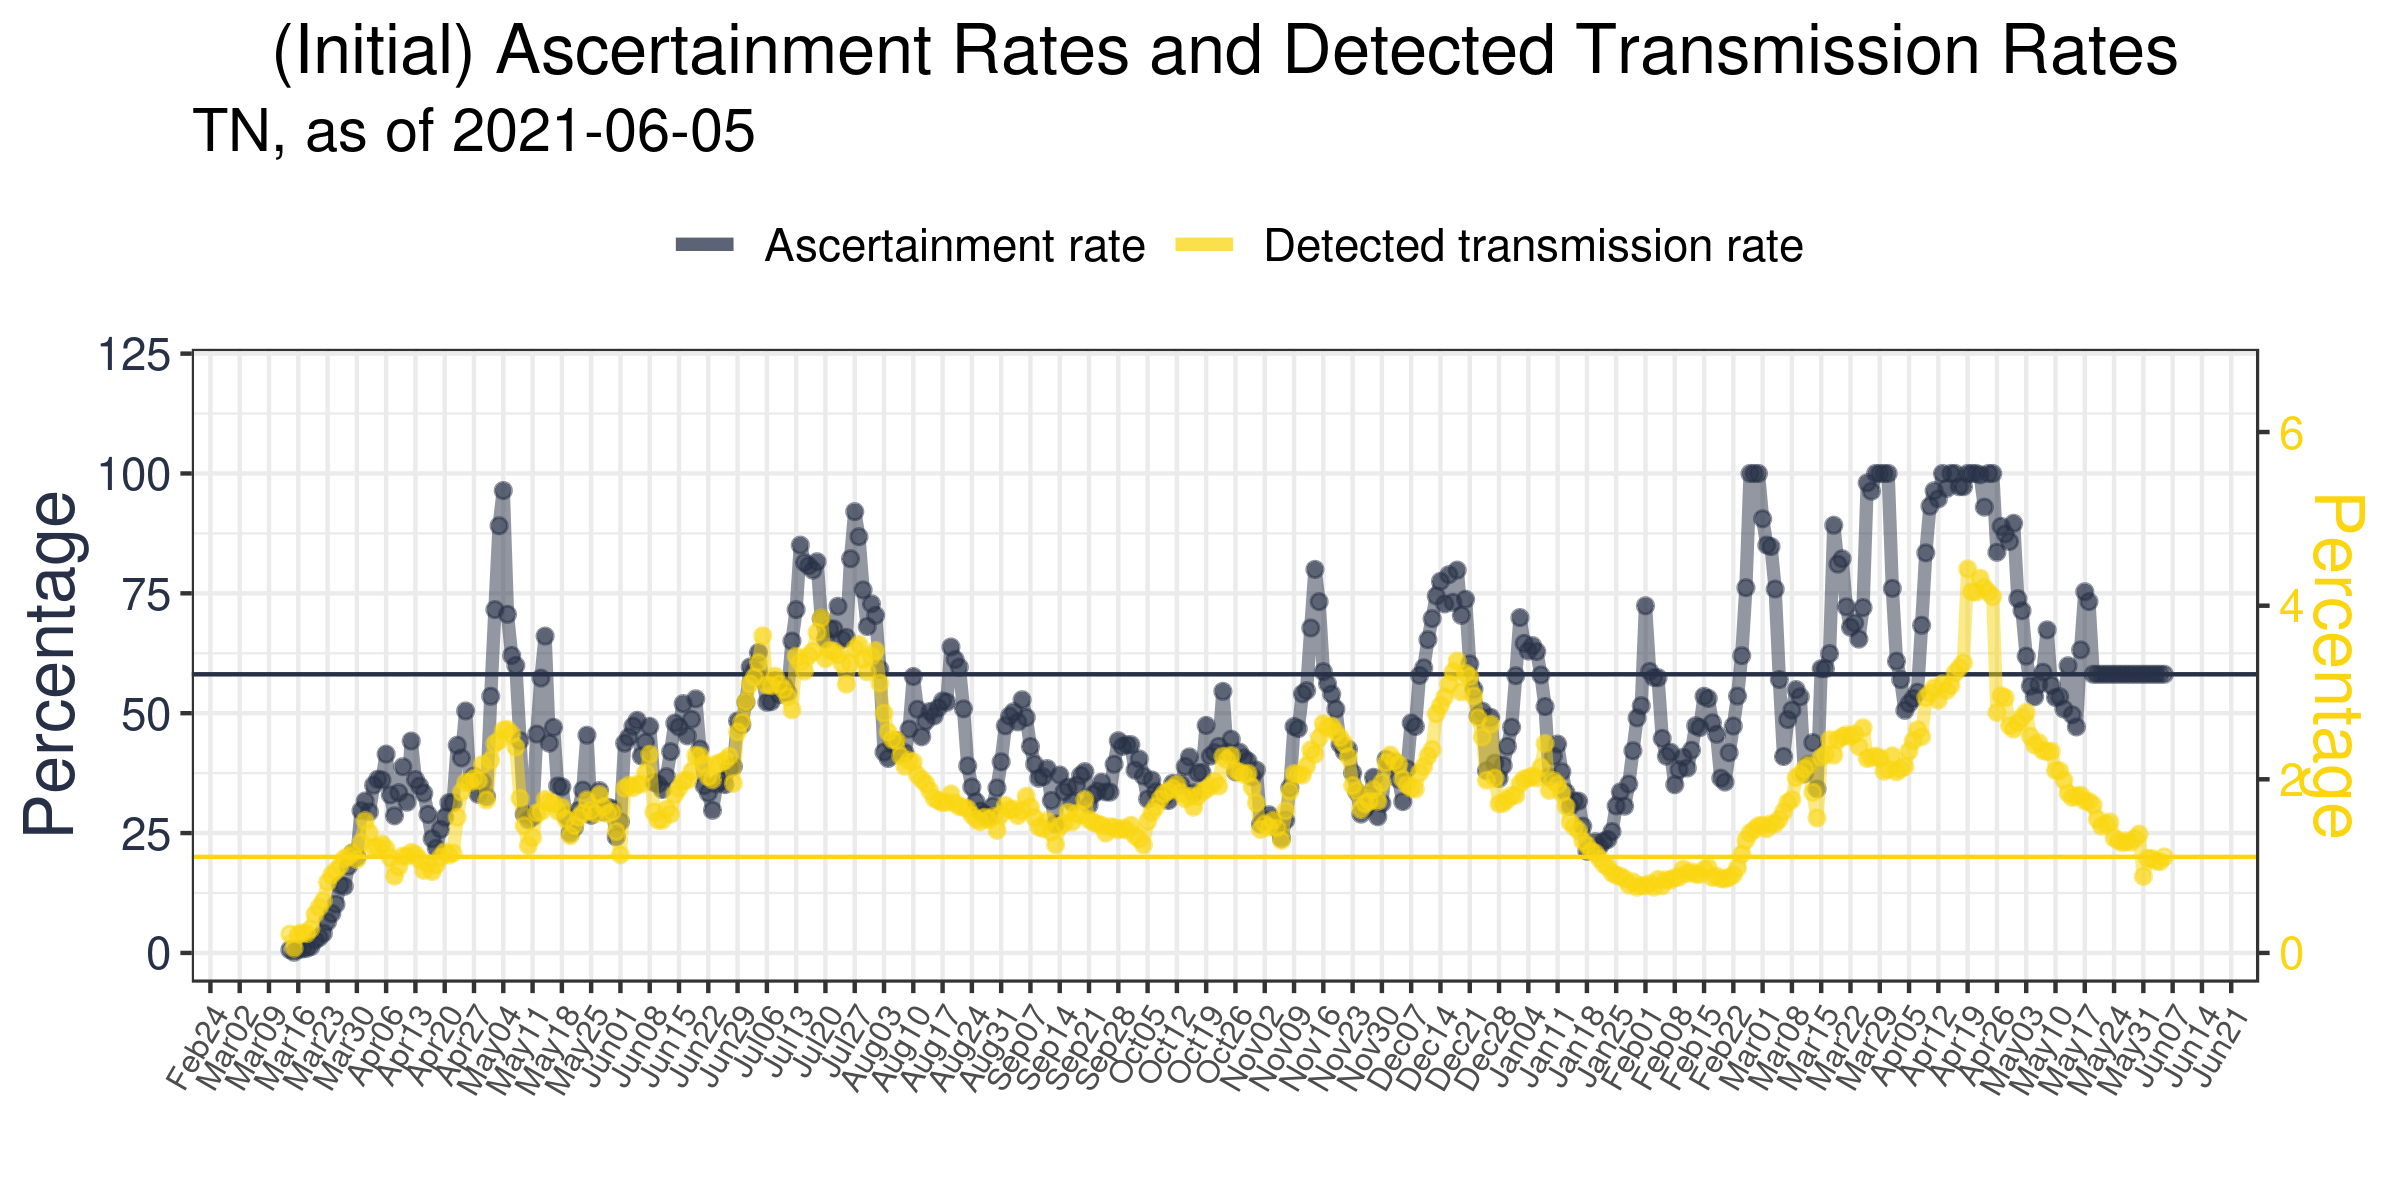 (Initial) Ascertainment Rates and Detected Transmission Rates
TN, as of 2021-06-05
Ascertainment rate Detected transmission rate
Percentage
125
100
75
50
25
0
6
4
2
0
Percentage
Feb24 Mar02 Mar09 Mar16 Mar23 Mar30 Apr06 Apr13 Apr20 Apr27 May04 May11 May18 May25 Jun01 Jun08 Jun15 Jun22 Jun29 Jul06 Jul13 Jul20 Jul27 Aug03 Aug10 Aug17 Aug24 Aug31 Sep07 Sep14 Sep21 Sep28 Oct05 Oct12 Oct19 Oct26 Nov02 Nov09 Nov16 Nov23 Nov30 Dec07 Dec14 Dec21 Dec28 Jan04 Jan11 Jan18 Jan25 Feb01 Feb08 Feb15 Feb22 Mar01 Mar08 Mar15 Mar22 Mar29 Apr05 Apr12 Apr19 Apr26 May03 May10 May17 May24 May31 Jun07 Jun14 Jun21